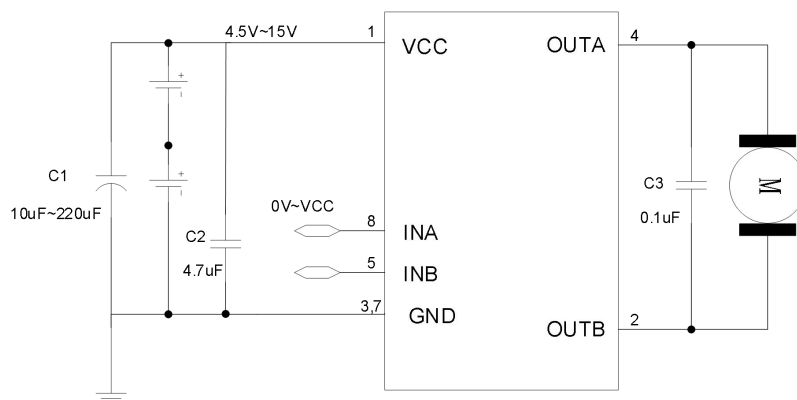 4.5V~15V
1
VCC
OUTA
4
+
-
+
-
C1
10uF~220uF
C2
4.7uF
0V~VCC
8
INA
5
INB
3,7
GND
OUTB
2
C3
0.1uF
M